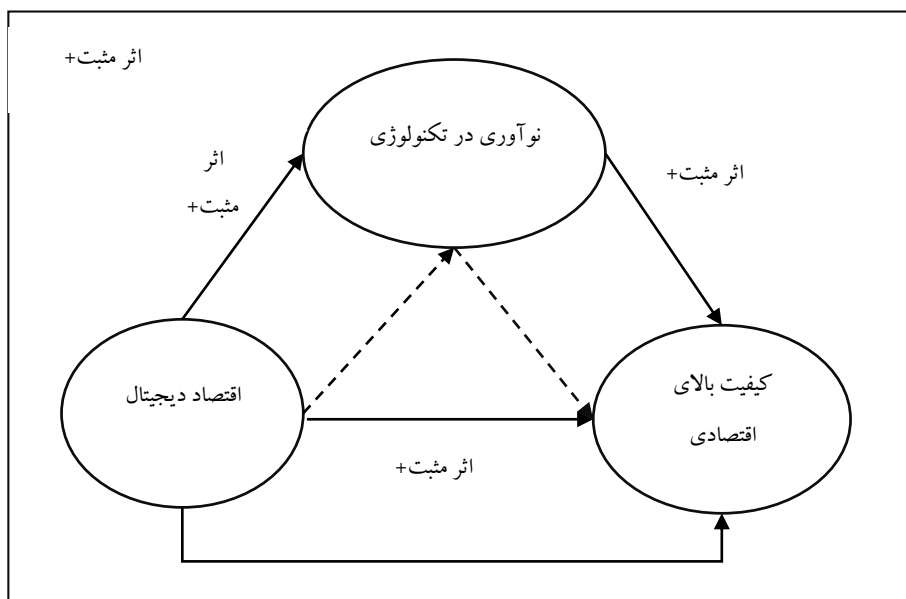 اثر مثبت+
نوآوری در تکنولوژی
اثر
مثبت+
اثر مثبت+
اقتصاد دیجیتال
کیفیت بالای
اقتصادی
اثر مثبت+